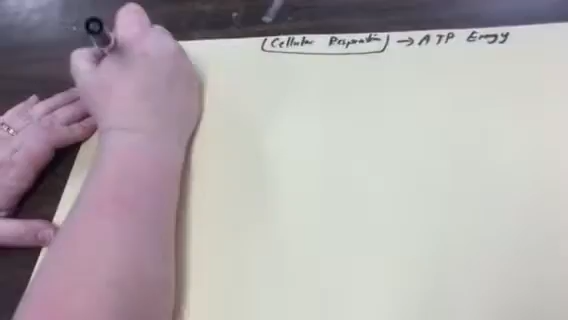 Cellular Respiration → ATP Energy